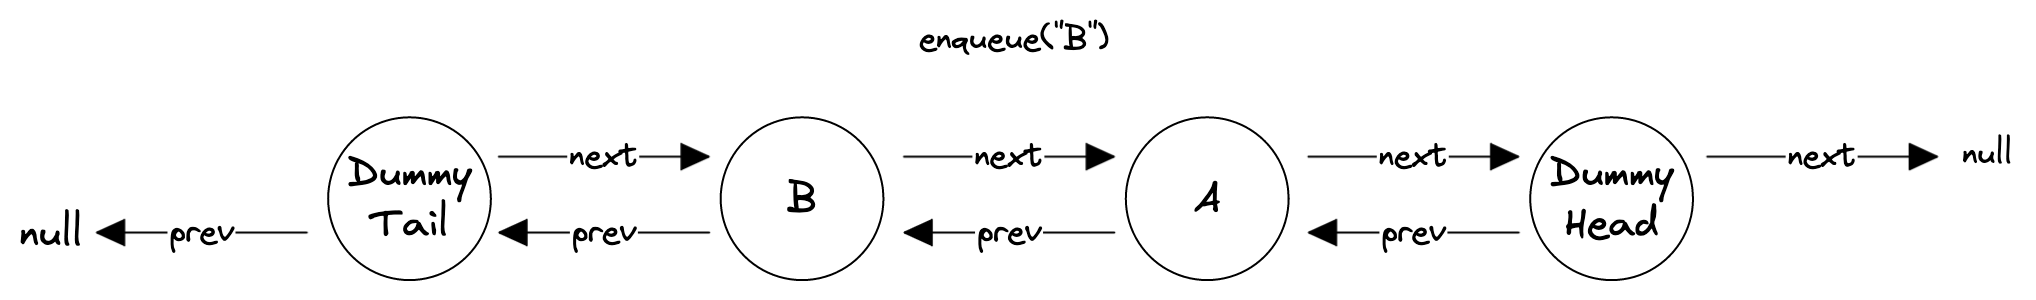 enqueue("B")
next
next
next
next
null
Dummy
Tail
B
A
Dummy
Head
null
prev
prev
prev
prev